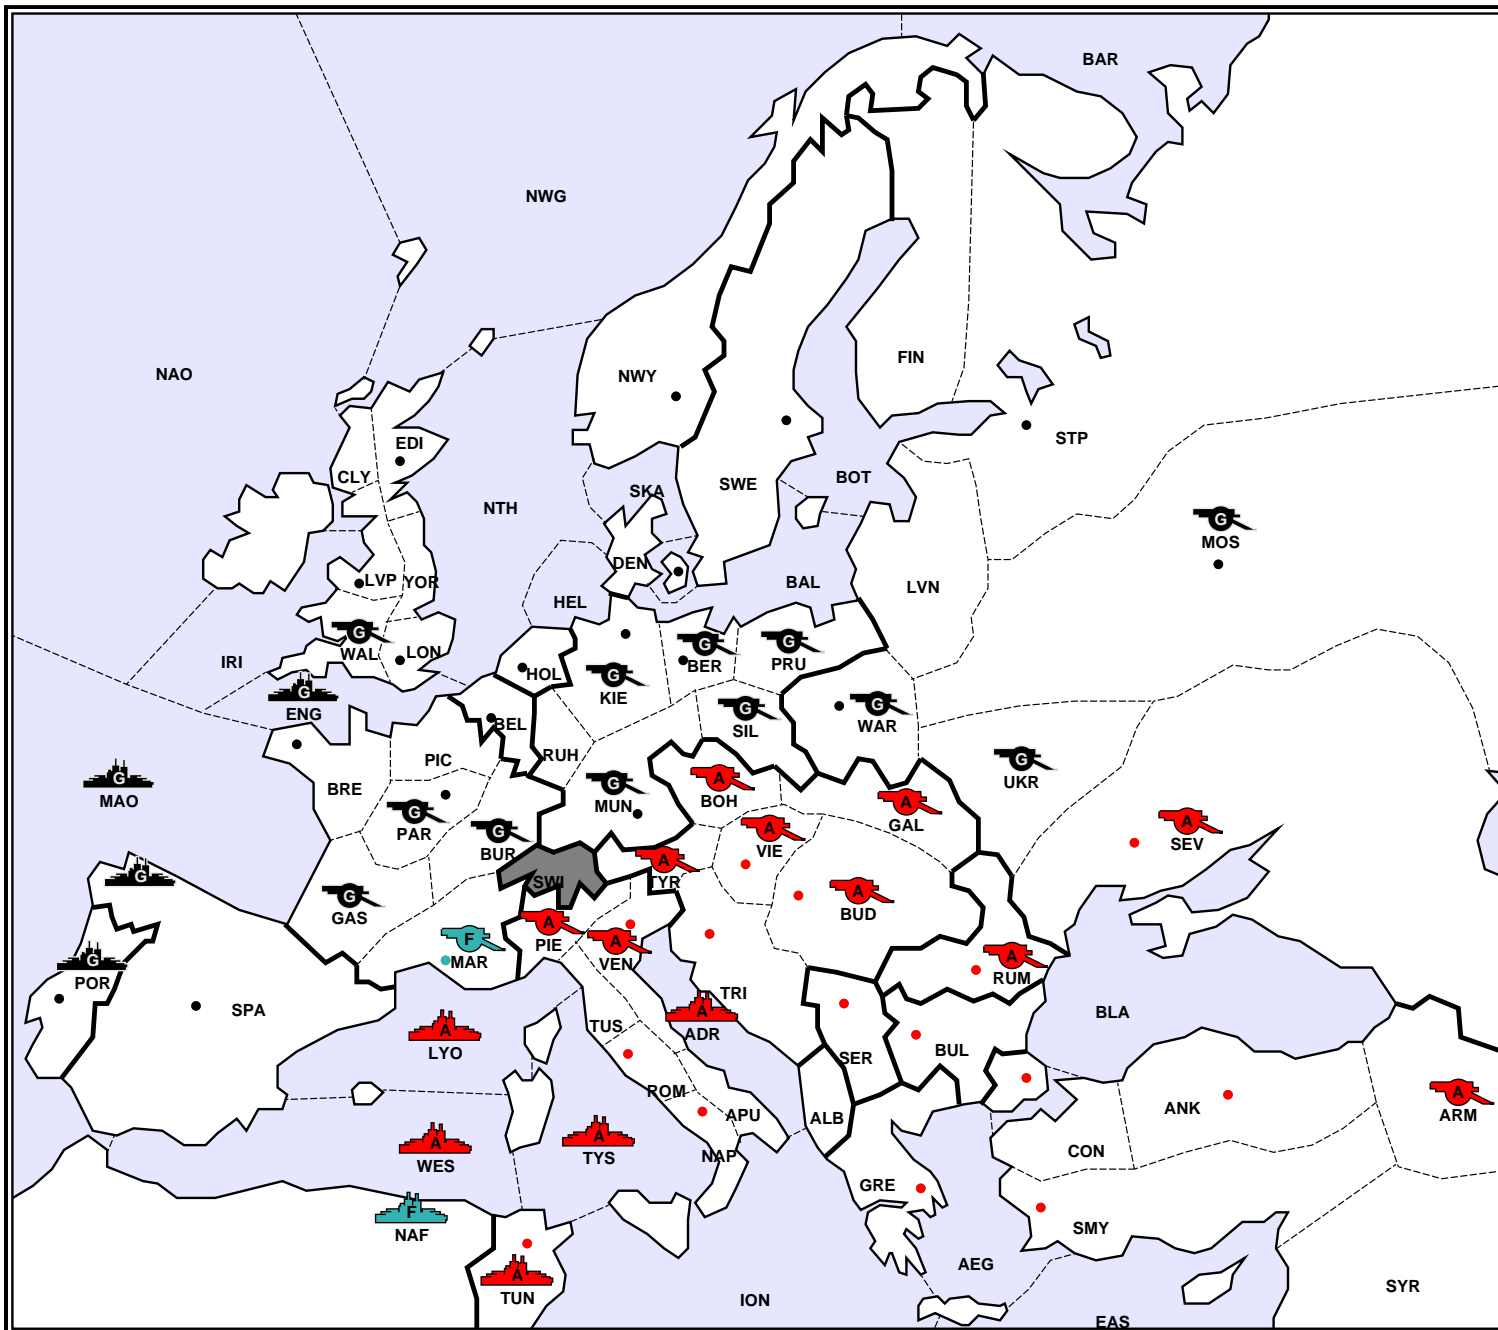 BAR
NWG
NAO
FIN
NWY
STP
EDI
CLY
SKA
SWE
BOT
NTH
G
MOS
DEN
LVP
YOR
BAL
LVN
HEL
G
WAL
LON
IRI
G
BER
G
PRU
HOL
G
KIE
G
ENG
G
SIL
G
WAR
BEL
RUH
PIC
G
MAO
BRE
G
MUN
A
BOH
G
UKR
G
PAR
G
BUR
A
VIE
A
GAL
A
SEV
G
SWI
A
TYR
G
GAS
A
BUD
F
MAR
A
PIE
A
VEN
A
RUM
G
POR
SPA
TRI
A
ADR
BLA
A
LYO
TUS
BUL
SER
ROM
APU
ALB
ANK
A
ARM
A
WES
A
TYS
NAP
CON
GRE
F
NAF
SMY
AEG
A
TUN
ION
SYR
EAS